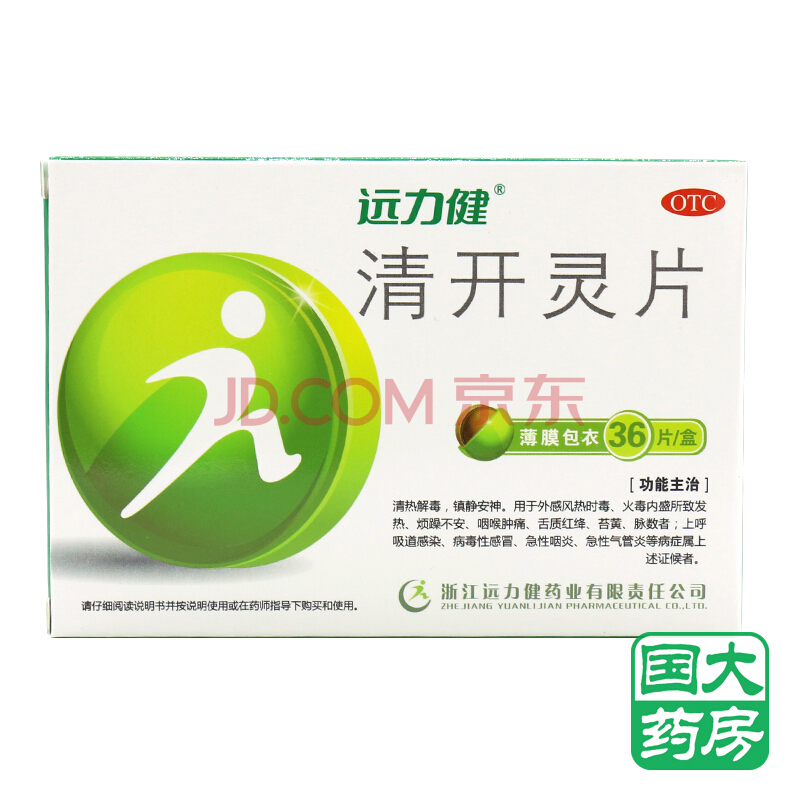 远力健®
OTC
清开灵片
JD.COM 京东
薄膜包衣 36 片/盒
[功能主治]
清热解毒，镇静安神。用于外感风热时毒、火毒内盛所致发
热、烦躁不安、咽喉肿痛、舌质红绛、苔黄、脉数者；上呼
吸道感染、病毒性感冒、急性咽炎、急性气管炎等病症属上
述证候者。
请仔细阅读说明书并按说明使用或在药师指导下购买和使用。
浙江远力健药业有限责任公司
ZHEJIANG YUANLIJIAN PHARMACEUTICAL CO.,LTD.
国大
药房